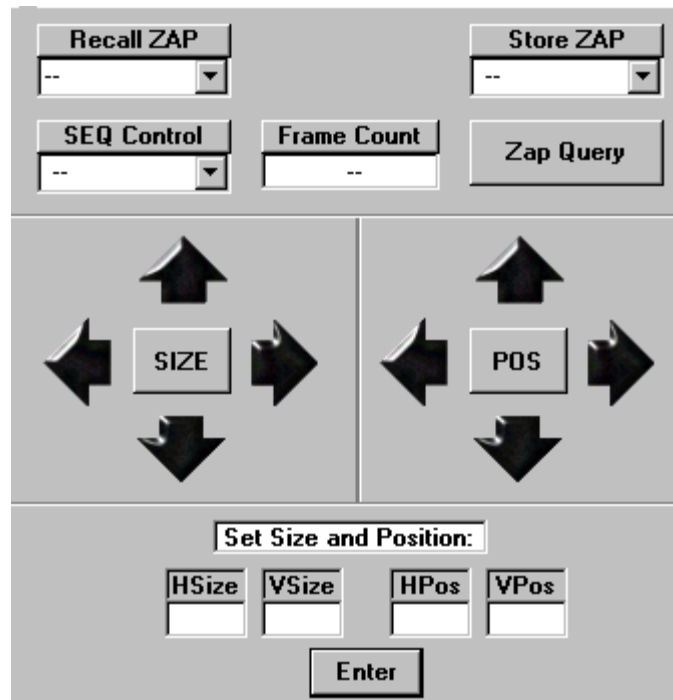 Recall ZAP Store ZAP
-- --
SEQ Control Frame Count Zap Query
-- --
SIZE POS
Set Size and Position:
HSize VSize HPos VPos
Enter